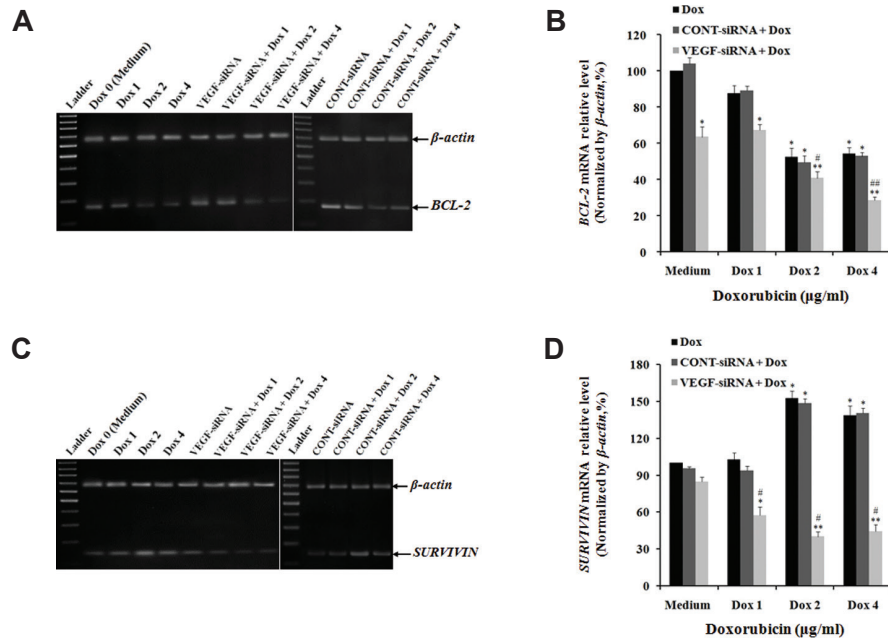 A
Ladder
Dox 0 (Medium)
Dox 1
Dox 2
Dox 4
VEGF-siRNA
VEGF-siRNA+ Dox 1
VEGF-siRNA+ Dox 2
VEGF-siRNA+ Dox 4
Ladder
CONT-siRNA
CONT-siRNA + Dox 1
CONT-siRNA + Dox 2
CONT-siRNA + Dox 4
β-actin
BCL-2
B
BCL-2 mRNA relative level
(Normalized by β-actin,%)
120
100
80
60
40
20
0
Dox
CONT-siRNA + Dox
VEGF-siRNA + Dox
*
*
*
*
#
**
*
*
##
**
Medium
Dox 1
Dox 2
Dox 4
Doxorubicin (µg/ml)
C
Ladder
Dox 0 (Medium)
Dox 1
Dox 2
Dox 4
VEGF-siRNA
VEGF-siRNA+ Dox 1
VEGF-siRNA+ Dox 2
VEGF-siRNA+ Dox 4
Ladder
CONT-siRNA
CONT-siRNA + Dox 1
CONT-siRNA + Dox 2
CONT-siRNA + Dox 4
β-actin
SURVIVIN
D
SURVIVIN mRNA relative level
(Normalized by β-actin,%)
180
150
120
90
60
30
0
Dox
CONT-siRNA + Dox
VEGF-siRNA + Dox
#
*
*
*
#
**
*
*
#
**
Medium
Dox 1
Dox 2
Dox 4
Doxorubicin (µg/ml)